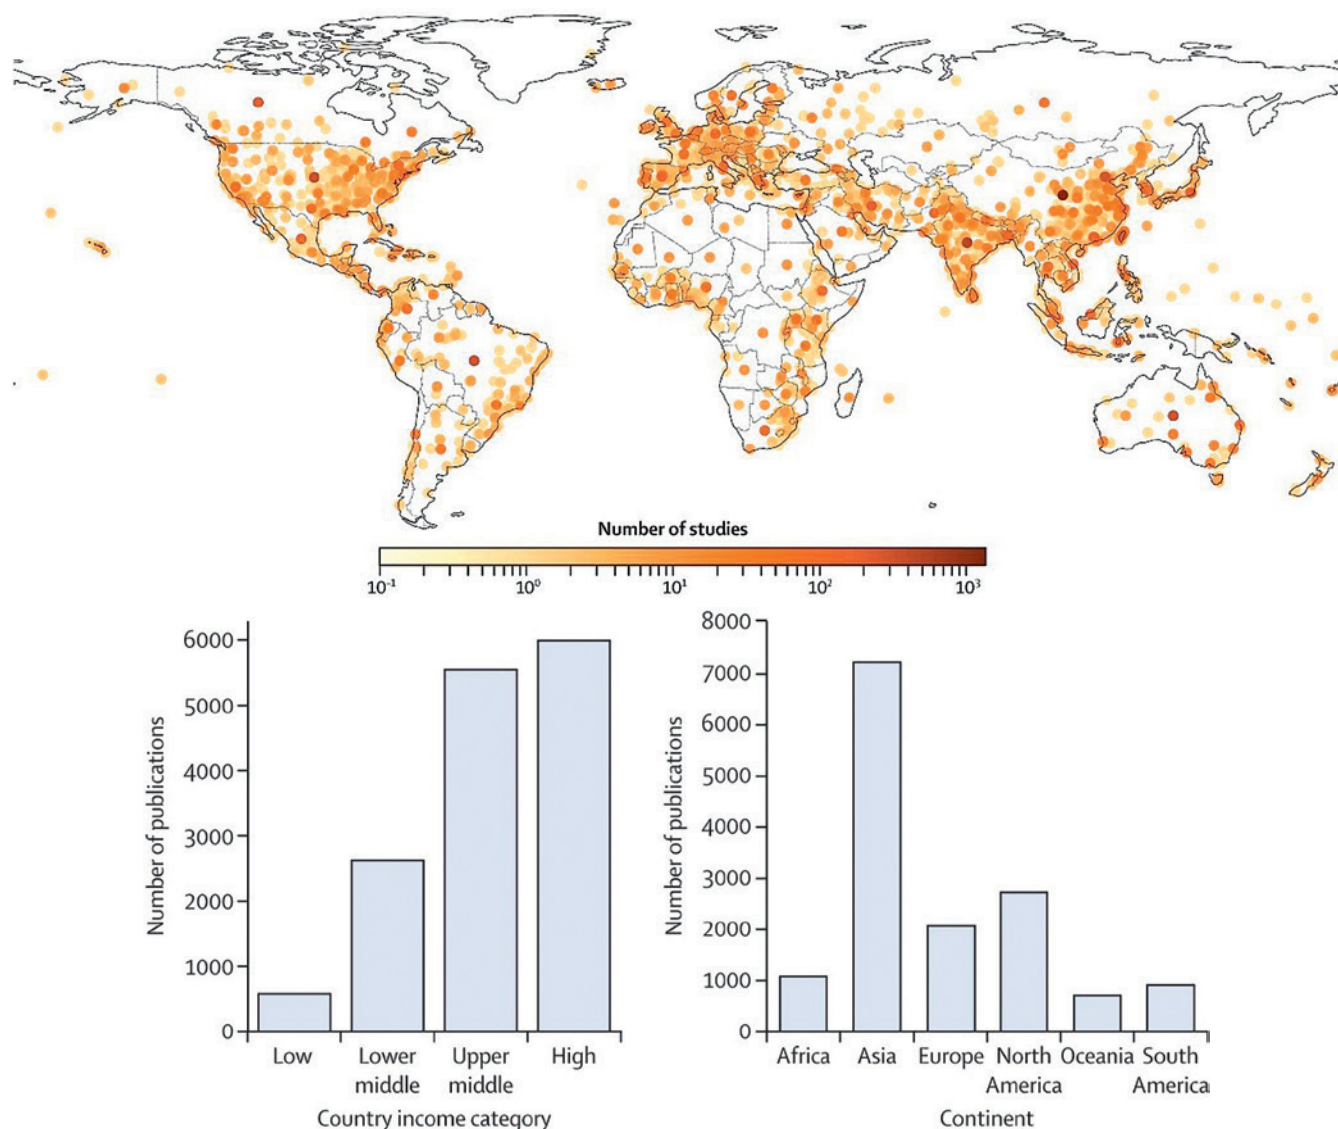 Number of studies
10⁻¹ 10⁰ 10¹ 10² 10³
Number of publications
6000
5000
4000
3000
2000
1000
0
Low Lower middle Upper middle High
Country income category
Number of publications
8000
7000
6000
5000
4000
3000
2000
1000
0
Africa Asia Europe North America Oceania South America
Continent